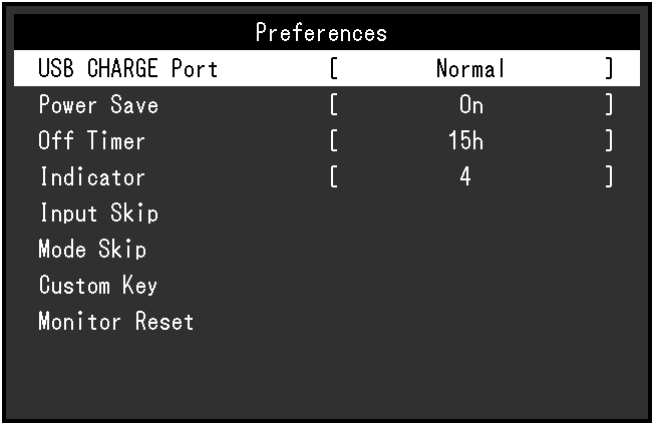 Preferences
USB CHARGE Port [ Normal ]
Power Save [ On ]
Off Timer [ 15h ]
Indicator [ 4 ]
Input Skip
Mode Skip
Custom Key
Monitor Reset